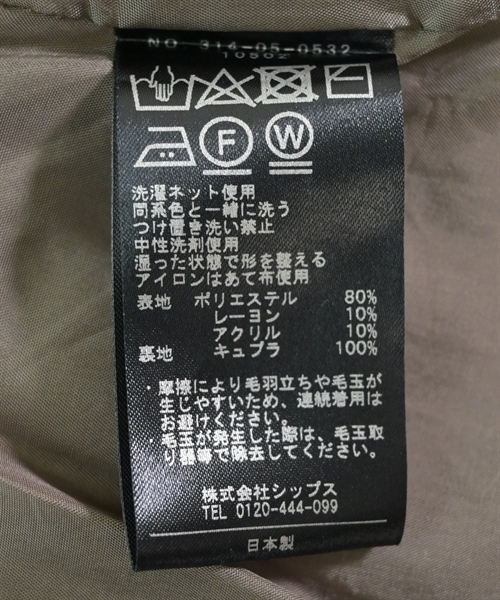 NO 314-05-0532
10502
F
W
洗濯ネット使用
同系色と一緒に洗う
つけ置き洗い禁止
中性洗剤使用
湿った状態で形を整える
アイロンはあて布使用
表地 ポリエステル 80%
レーヨン 10%
アクリル 10%
裏地 キュプラ 100%
・摩擦により毛羽立ちや毛玉が
生じやすいため、連続着用は
お避けください。
・毛玉が発生した際は、毛玉取
り器等で除去してください。
株式会社シップス
TEL 0120-444-099
日本製